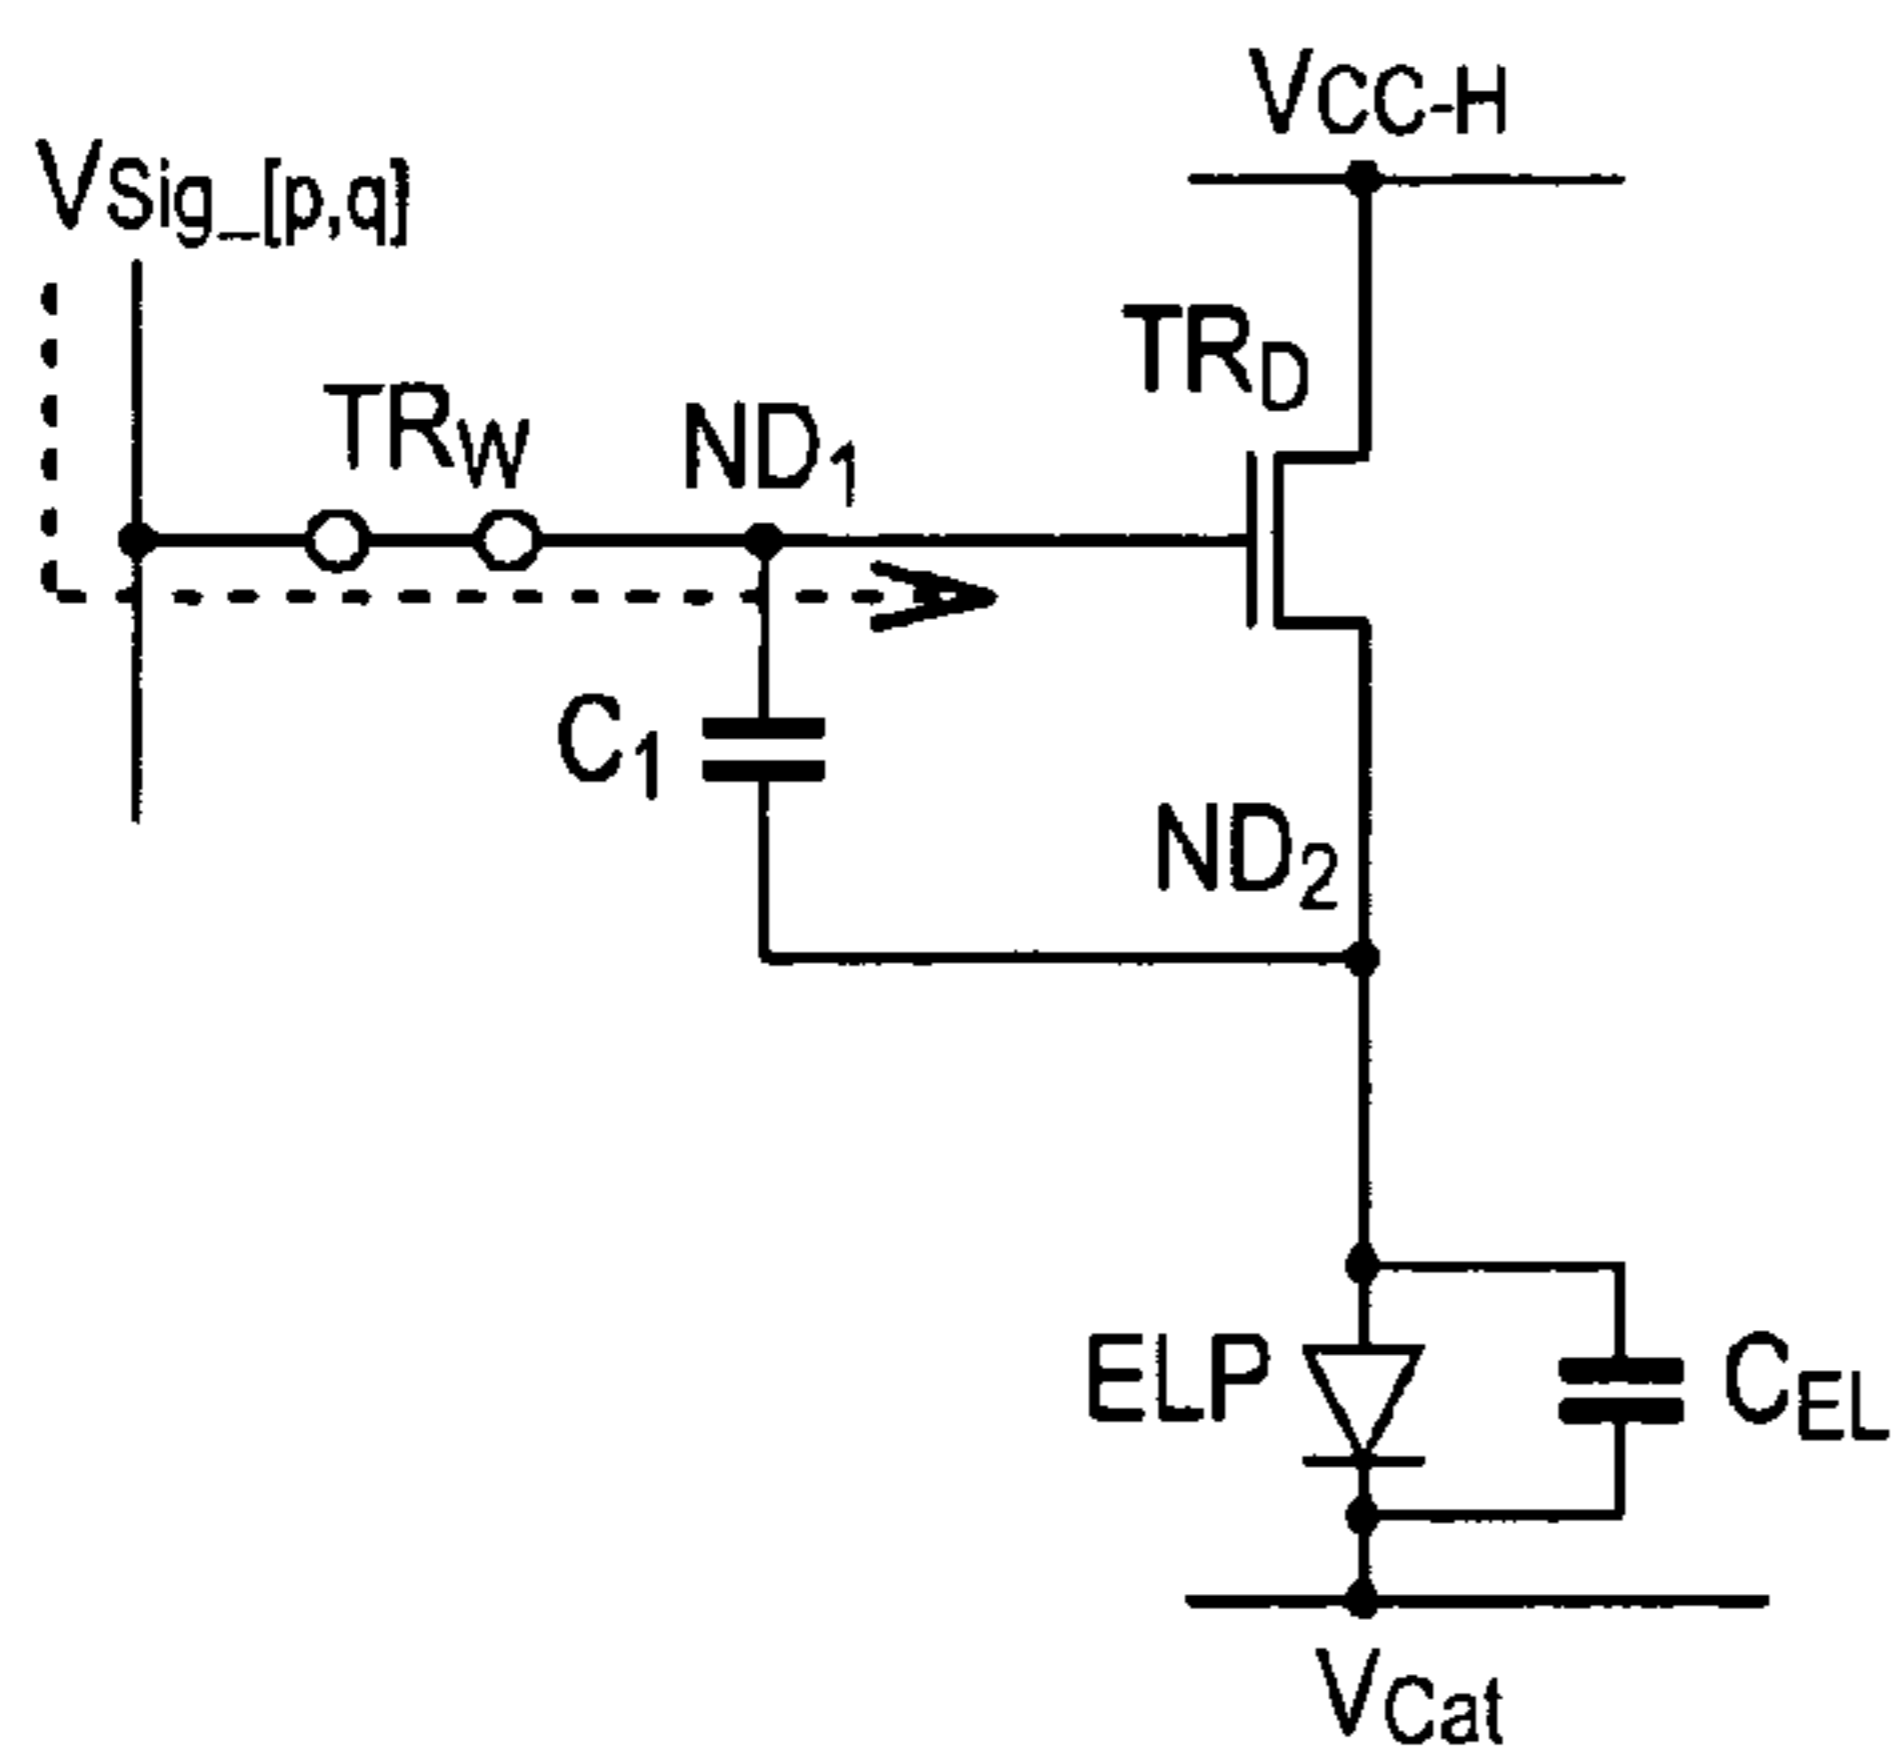 VCC-H
VSig_[p,q]
TRD
TRW
ND1
C1
ND2
ELP
CEL
VCat